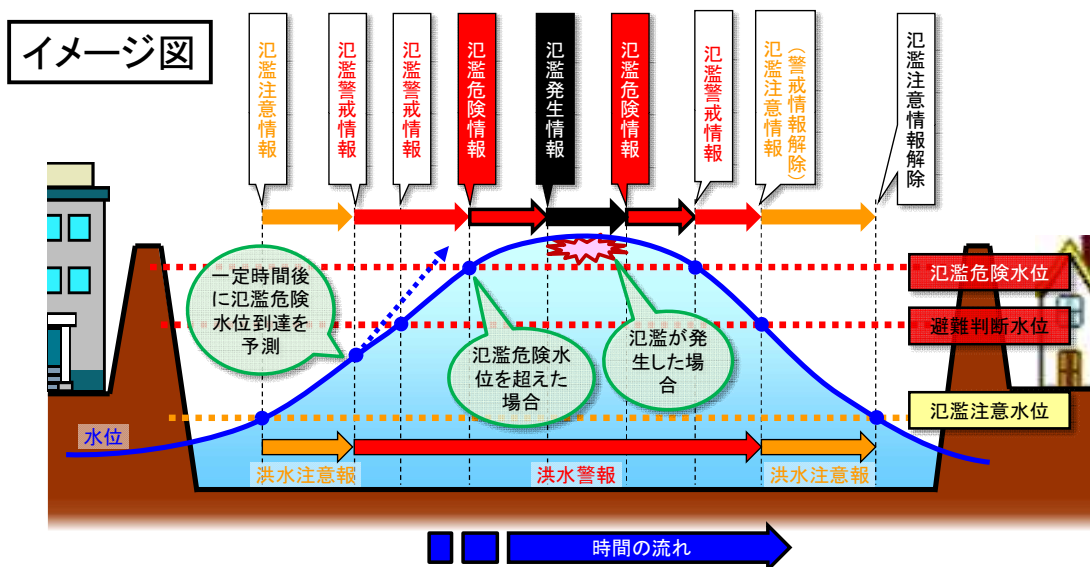 イメージ図
氾濫注意情報
氾濫警戒情報
氾濫警戒情報
氾濫危険情報
氾濫発生情報
氾濫危険情報
氾濫警戒情報
(警戒情報解除)
氾濫注意情報
氾濫注意情報解除
一定時間後
に氾濫危険
水位到達を
予測
氾濫危険水
位を超えた
場合
氾濫が発
生した場
合
氾濫危険水位
避難判断水位
氾濫注意水位
水位
洪水注意報
洪水警報
洪水注意報
時間の流れ